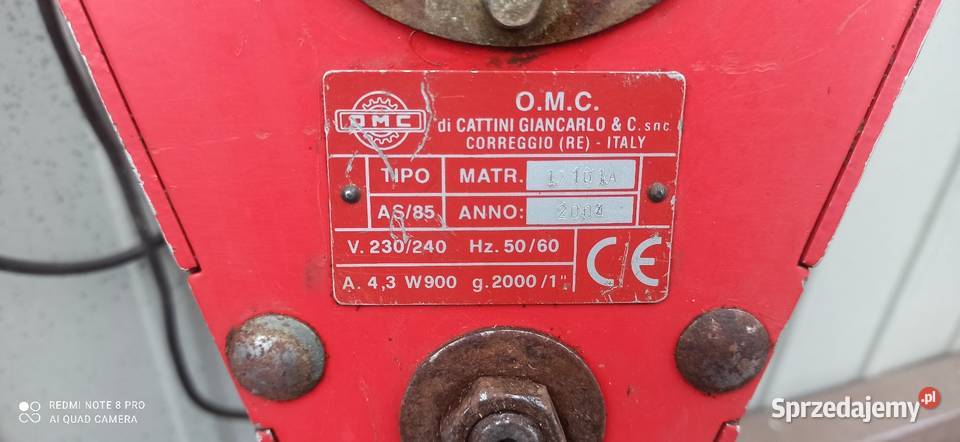 O.M.C.
OMC
di CATTINI GIANCARLO & C. snc
CORREGGIO (RE) - ITALY
TIPO MATR.
AS/85 ANNO: 2004
V. 230/240 Hz. 50/60
A. 4,3 W900 g.2000/1"
CE
REDMI NOTE 8 PRO
AI QUAD CAMERA
Sprzedajemy.pl